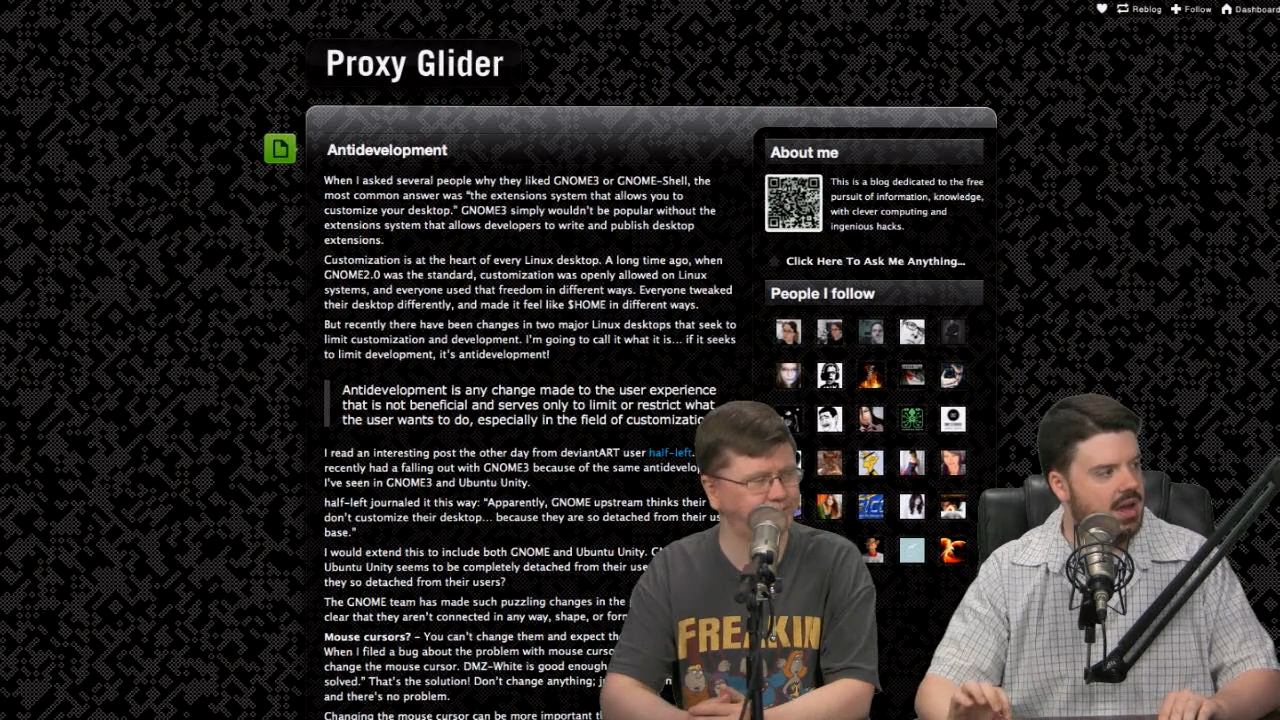 Reblog
Follow
Dashboard
Proxy Glider
Antidevelopment
When I asked several people why they liked GNOME3 or GNOME-Shell, the
most common answer was “the extensions system that allows you to
customize your desktop.” GNOME3 simply wouldn’t be popular without the
extensions system that allows developers to write and publish desktop
extensions.
Customization is at the heart of every Linux desktop. A long time ago, when
GNOME2.0 was the standard, customization was openly allowed on Linux
systems, and everyone used that freedom in different ways. Everyone tweaked
their desktop differently, and made it feel like $HOME in different ways.
But recently there have been changes in two major Linux desktops that seek to
limit customization and development. I’m going to call it what it is... if it seeks
to limit development, it’s antidevelopment!
Antidevelopment is any change made to the user experience
that is not beneficial and serves only to limit or restrict what
the user wants to do, especially in the field of
I read an interesting post the other day from deviantART user half-left.
recently had a falling out with GNOME3 because of the same
I’ve seen in GNOME3 and Ubuntu Unity.
half-left journaled it this way: “Apparently, GNOME upstream thinks their
don’t customize their desktop... because they are so detached from their
base.”
I would extend this to include both GNOME and Ubuntu Unity.
Ubuntu Unity seems to be completely detached from their
they so detached from their users?
The GNOME team has made such puzzling changes in the
clear that they aren’t connected in any way, shape, or
Mouse cursors? – You can’t change them and expect
When I filed a bug about the problem with mouse
change the mouse cursor. DMZ-White is good enough
solved.” That’s the solution! Don’t change anything;
and there’s no problem.
Changing the mouse cursor can be more important
About me
This is a blog dedicated to the free
pursuit of information, knowledge,
with clever computing and
ingenious hacks.
Click Here To Ask Me Anything...
People I follow
FREAKIN